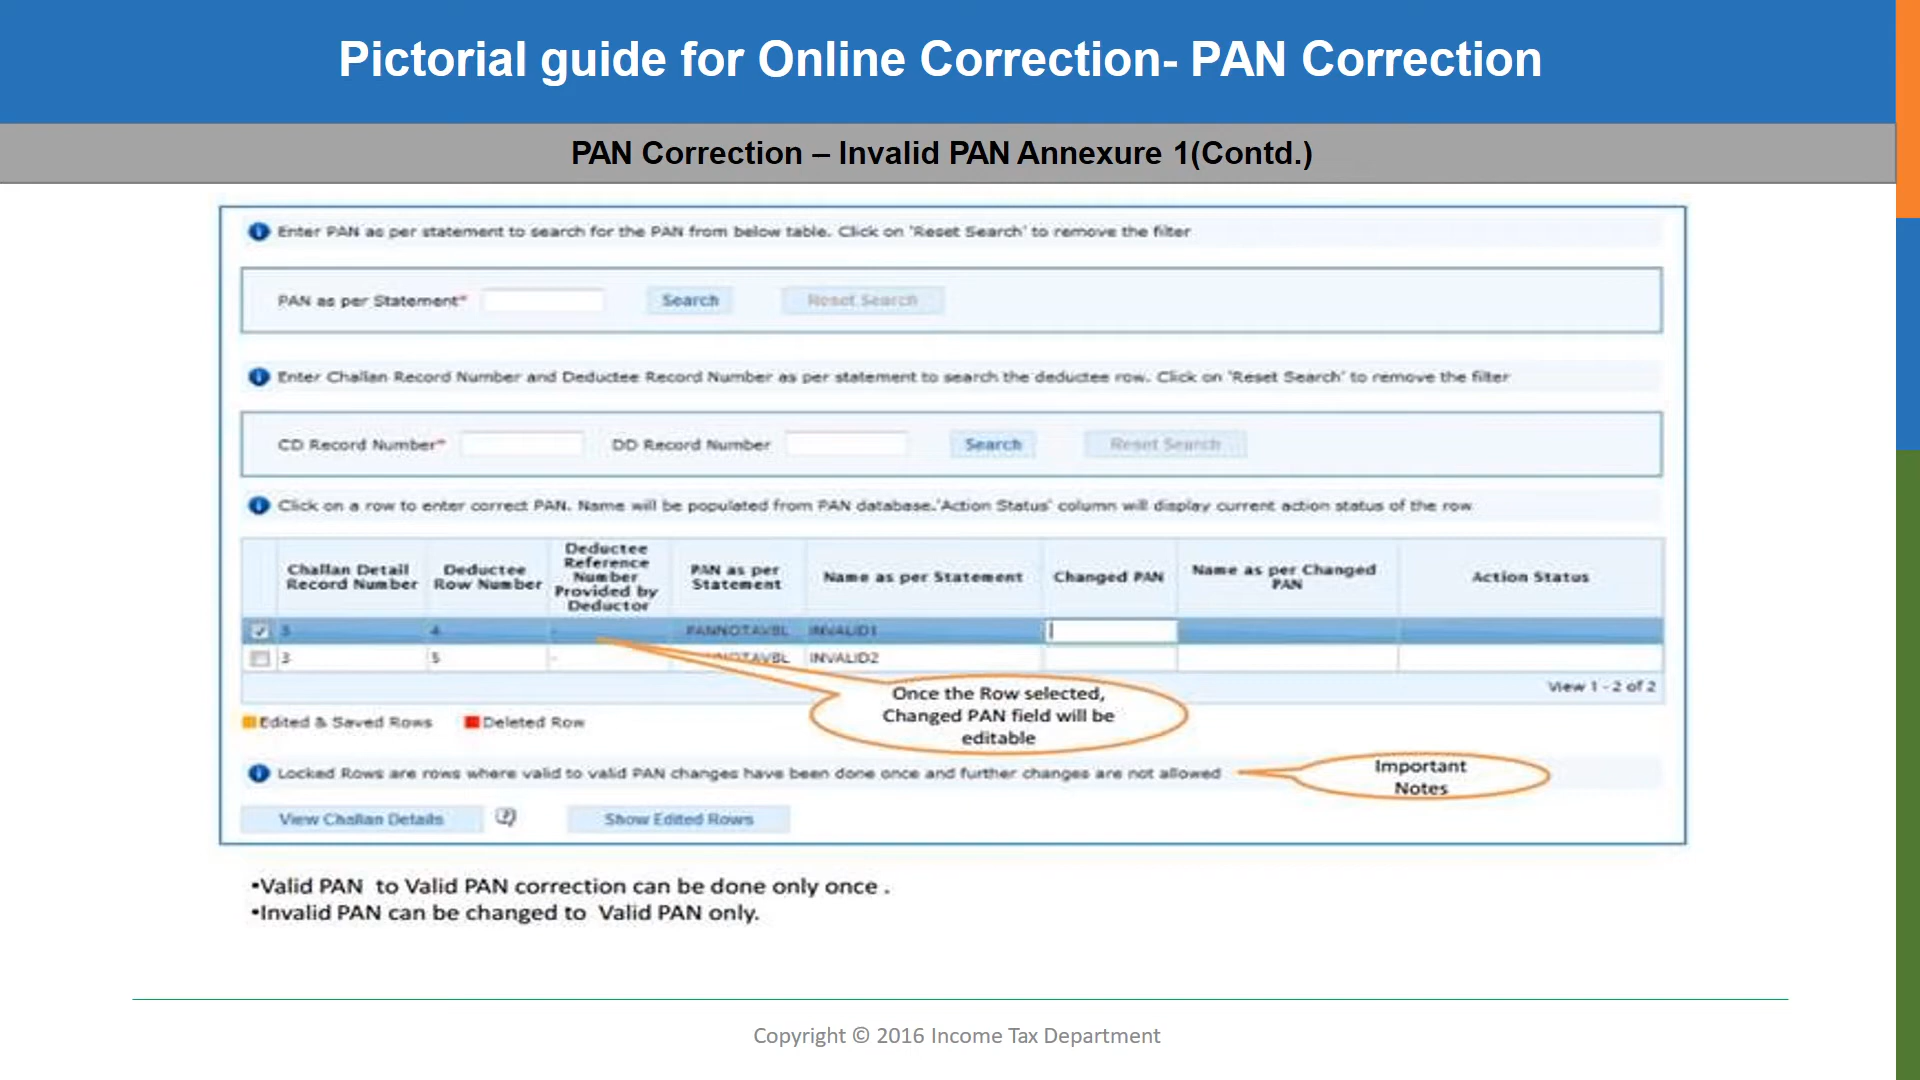 Pictorial guide for Online Correction- PAN Correction
PAN Correction – Invalid PAN Annexure 1(Contd.)
Enter PAN as per statement to search for the PAN from below table. Click on 'Reset Search' to remove the filter
PAN as per Statement* Search Reset Search
Enter Challan Record Number and Deductee Record Number as per statement to search the deductee row. Click on 'Reset Search' to remove the filter
CD Record Number* DD Record Number Search Reset Search
Click on a row to enter correct PAN. Name will be populated from PAN database.'Action Status' column will display current action status of the row
Challan Detail Record Number Deductee Row Number Deductee Reference Number Provided by Deductor PAN as per Statement Name as per Statement Changed PAN Name as per Changed PAN Action Status
3 4 - PANNOTAVBL INVALID1
3 5 - INVALID2
View 1 - 2 of 2
Once the Row selected,
Changed PAN field will be
editable
Edited & Saved Rows Deleted Row
Locked Rows are rows where valid to valid PAN changes have been done once and further changes are not allowed
Important
Notes
View Challan Details Show Edited Rows
•Valid PAN to Valid PAN correction can be done only once .
•Invalid PAN can be changed to Valid PAN only.
Copyright © 2016 Income Tax Department